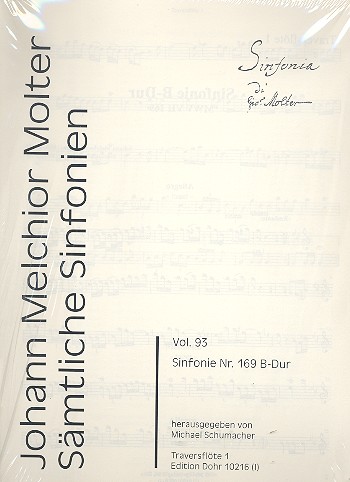 Sinfonia
di
Johann Melchior Molter
Sämtliche Sinfonien
Vol. 93
Sinfonie Nr. 169 B-Dur
herausgegeben von
Michael Schumacher
Traversflöte 1
Edition Dohr 10216 (I)